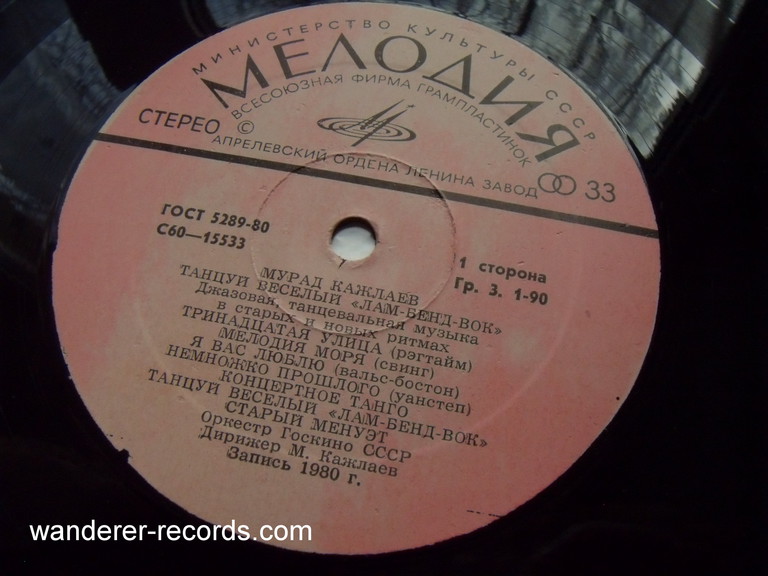 МИНИСТЕРСТВО КУЛЬТУРЫ СССР
МЕЛОДИЯ
ВСЕСОЮЗНАЯ ФИРМА ГРАМПЛАСТИНОК
СТЕРЕО ©
АПРЕЛЕВСКИЙ ОРДЕНА ЛЕНИНА ЗАВОД
33
ГОСТ 5289-80
С60—15533
1 сторона
Гр. 3. 1-90
МУРАД КАЖЛАЕВ
ТАНЦУЙ ВЕСЕЛЫЙ «ЛАМ-БЕНД-ВОК»
Джазовая танцевальная музыка
в старых и новых ритмах
ТРИНАДЦАТАЯ УЛИЦА (рэгтайм)
МЕЛОДИЯ МОРЯ (свинг)
Я ВАС ЛЮБЛЮ (вальс-бостон)
НЕМНОЖКО ПРОШЛОГО (уанстеп)
КОНЦЕРТНОЕ ТАНГО
ТАНЦУЙ ВЕСЕЛЫЙ «ЛАМ-БЕНД-ВОК»
СТАРЫЙ МЕНУЭТ
Оркестр Госкино СССР
Дирижер М. Кажлаев
Запись 1980 г.
wanderer-records.com